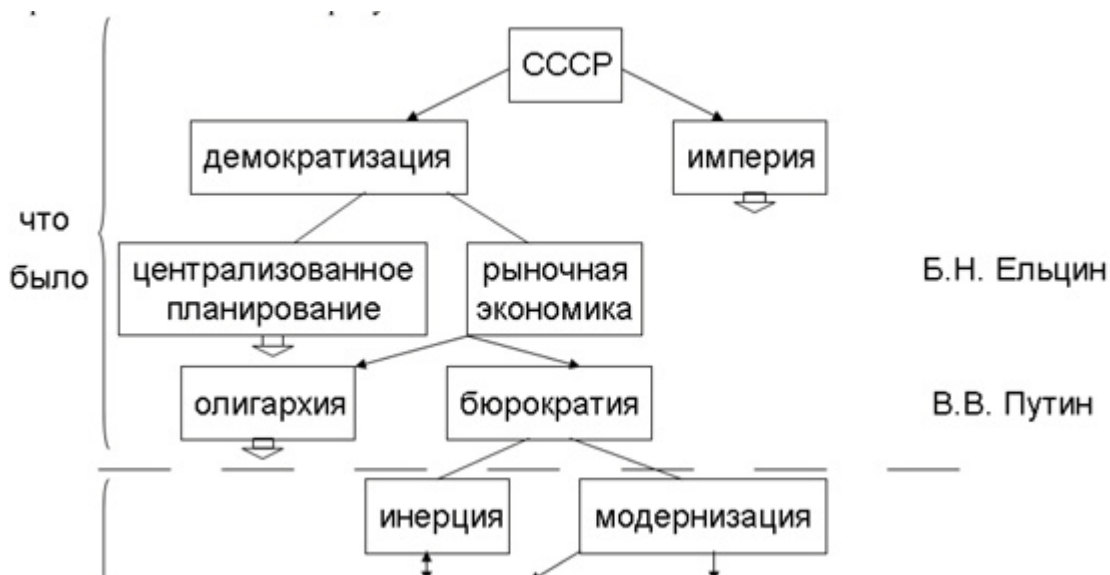 СССР
демократизация
империя
что
было
централизованное
планирование
рыночная
экономика
Б.Н. Ельцин
олигархия
бюрократия
В.В. Путин
инерция
модернизация